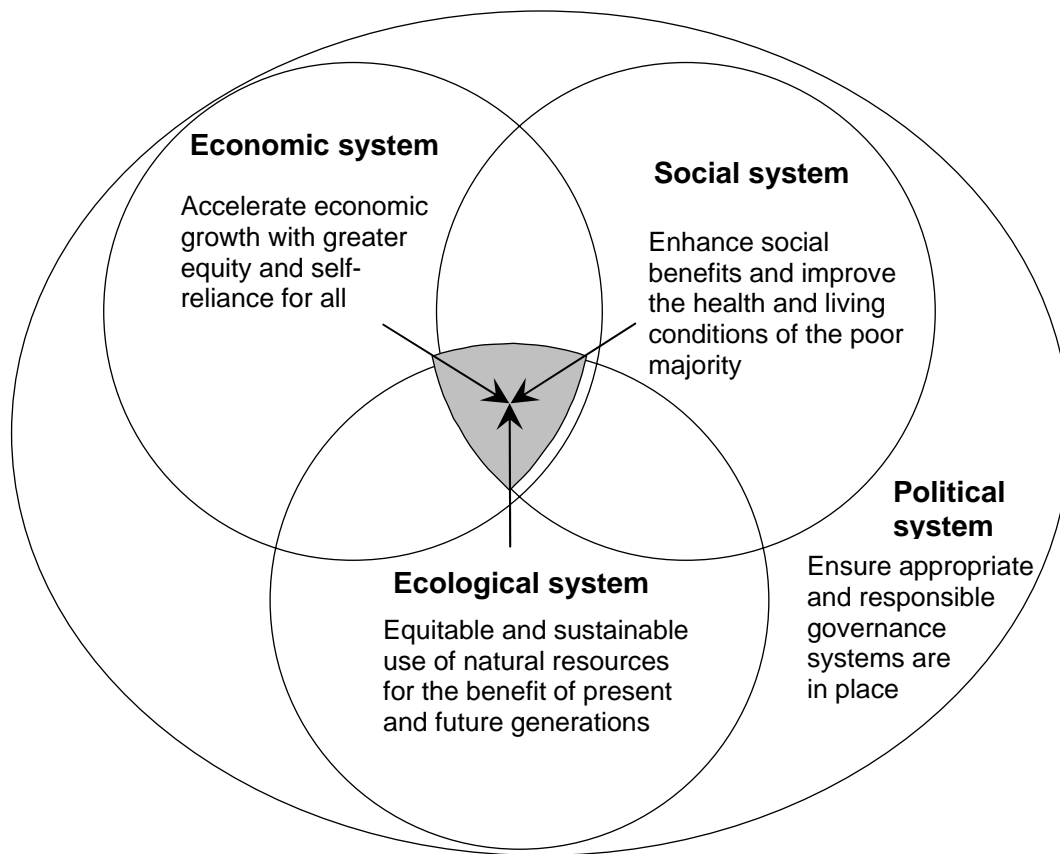 Economic system
Accelerate economic
growth with greater
equity and self-
reliance for all
Social system
Enhance social
benefits and improve
the health and living
conditions of the poor
majority
Political
system
Ensure appropriate
and responsible
governance
systems are
in place
Ecological system
Equitable and sustainable
use of natural resources
for the benefit of present
and future generations